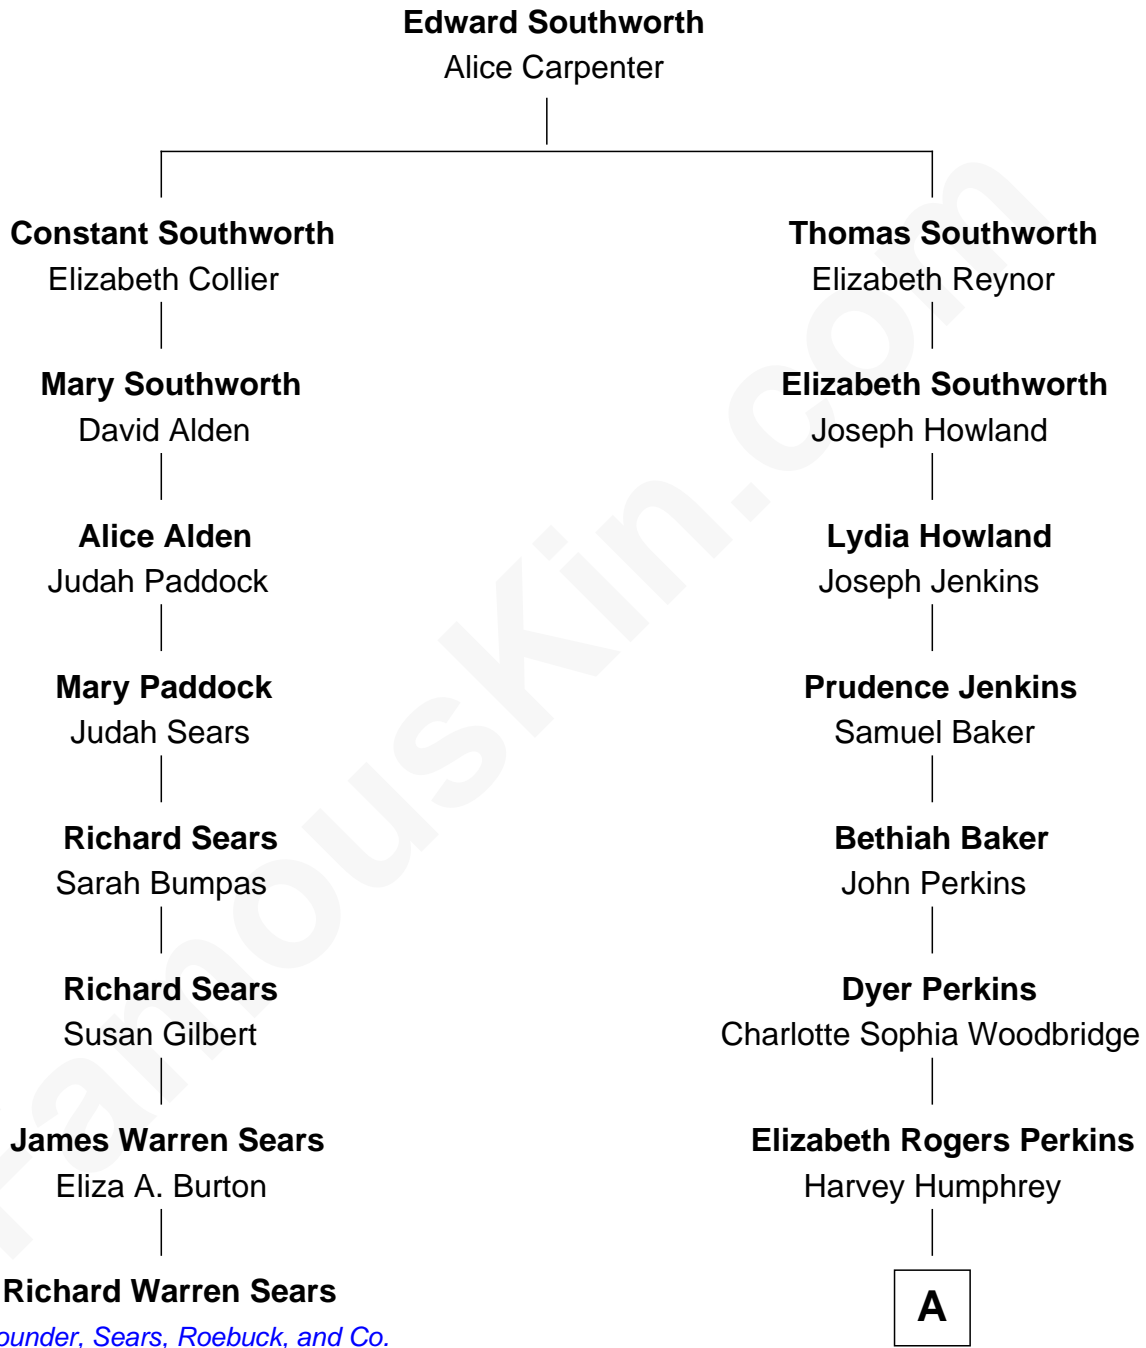 Edward Southworth
Alice Carpenter
Constant Southworth
Elizabeth Collier
Thomas Southworth
Elizabeth Reynor
Mary Southworth
David Alden
Elizabeth Southworth
Joseph Howland
Alice Alden
Judah Paddock
Lydia Howland
Joseph Jenkins
Mary Paddock
Judah Sears
Prudence Jenkins
Samuel Baker
Richard Sears
Sarah Bumpas
Bethiah Baker
John Perkins
Richard Sears
Susan Gilbert
Dyer Perkins
Charlotte Sophia Woodbridge
James Warren Sears
Eliza A. Burton
Elizabeth Rogers Perkins
Harvey Humphrey
Richard Warren Sears
ounder, Sears, Roebuck, and Co.
A
FamousKin.com